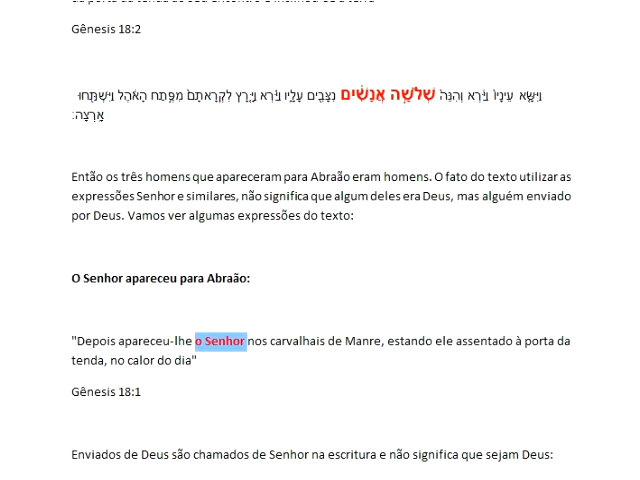 Gênesis 18:2
וַיִּשָּׂא עֵינָיו וַיַּרְא וְהִנֵּה שְׁלֹשָׁה אֲנָשִׁים נִצָּבִים עָלָיו וַיַּרְא וַיָּרָץ לִקְרָאתָם מִפֶּתַח הָאֹהֶל וַיִּשְׁתַּחוּ
אָרְצָה׃
Então os três homens que apareceram para Abraão eram homens. O fato do texto utilizar as
expressões Senhor e similares, não significa que algum deles era Deus, mas alguém enviado
por Deus. Vamos ver algumas expressões do texto:
O Senhor apareceu para Abraão:
"Depois apareceu-lhe o Senhor nos carvalhais de Manre, estando ele assentado à porta da
tenda, no calor do dia"
Gênesis 18:1
Enviados de Deus são chamados de Senhor na escritura e não significa que sejam Deus: